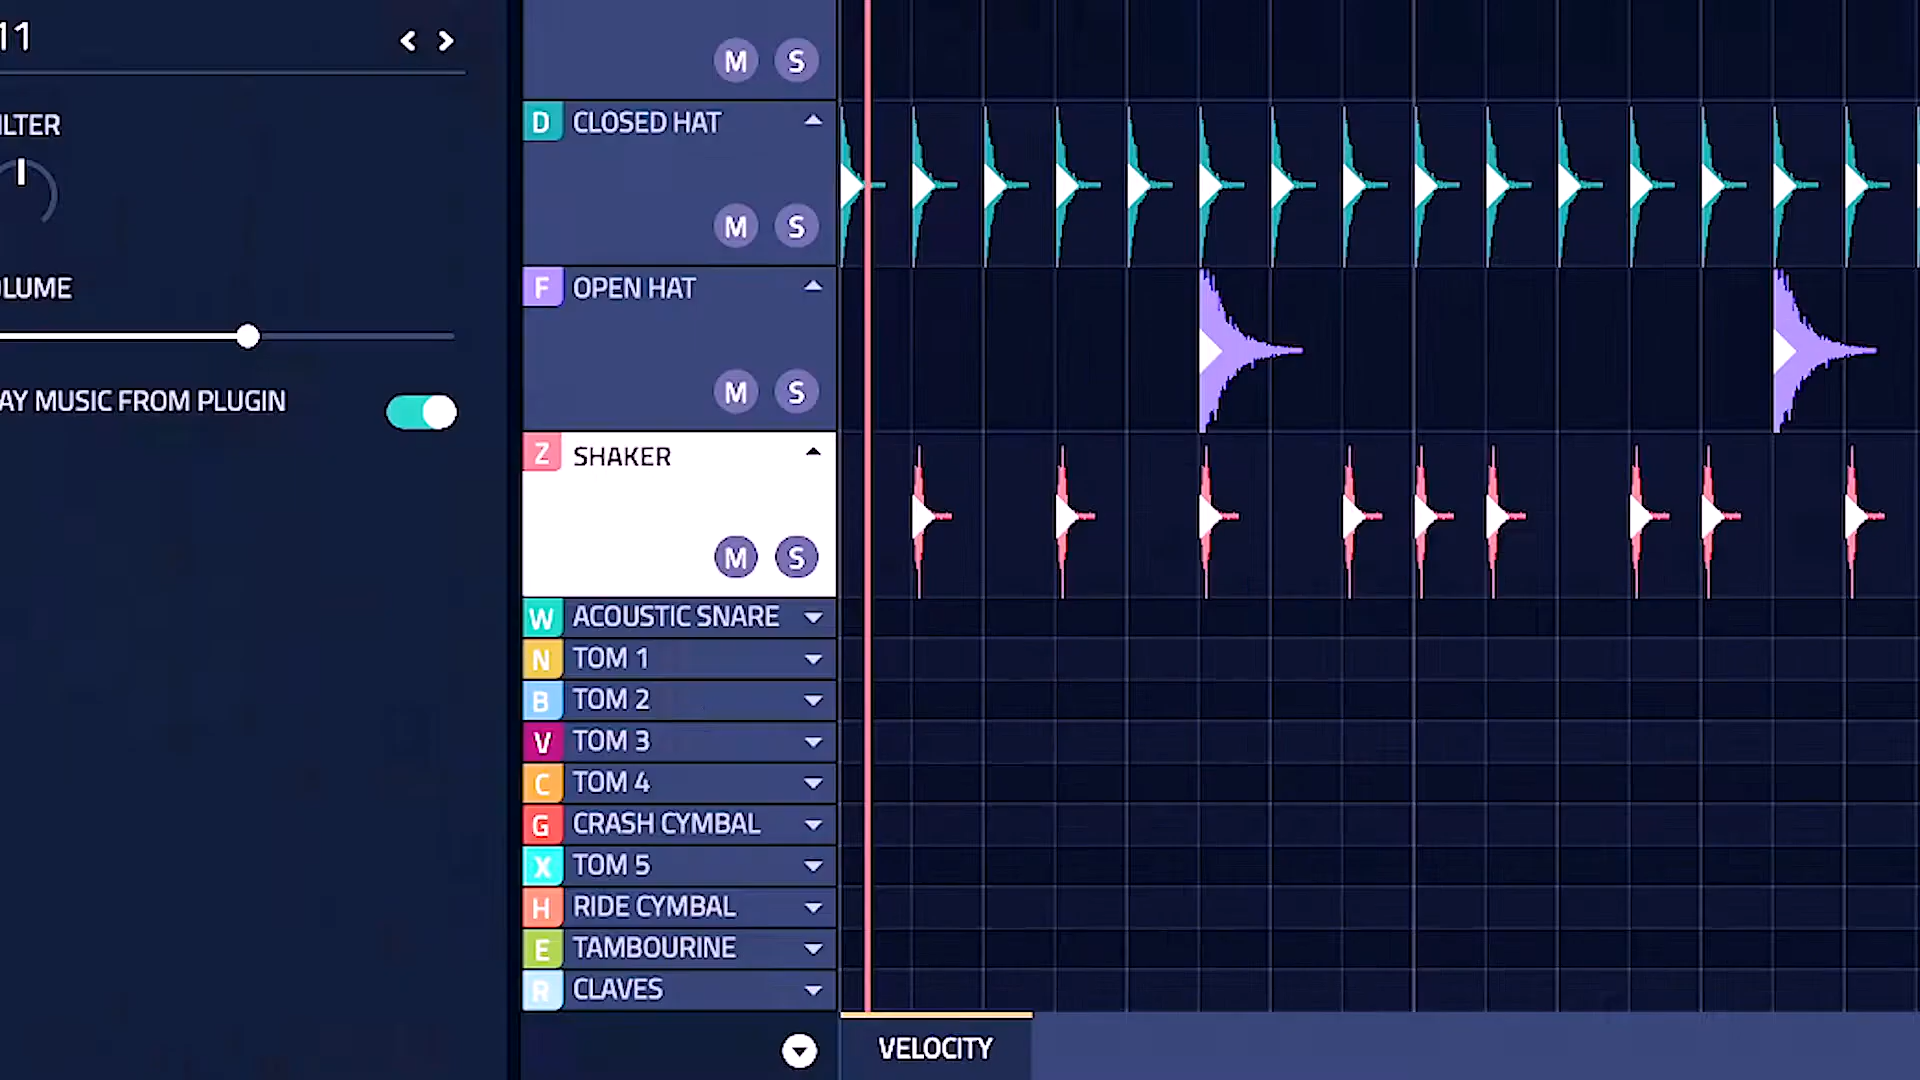 11
ILTER
OLUME
AY MUSIC FROM PLUGIN
M S
D CLOSED HAT
M S
F OPEN HAT
M S
Z SHAKER
M S
W ACOUSTIC SNARE
N TOM 1
B TOM 2
V TOM 3
C TOM 4
G CRASH CYMBAL
X TOM 5
H RIDE CYMBAL
E TAMBOURINE
R CLAVES
VELOCITY